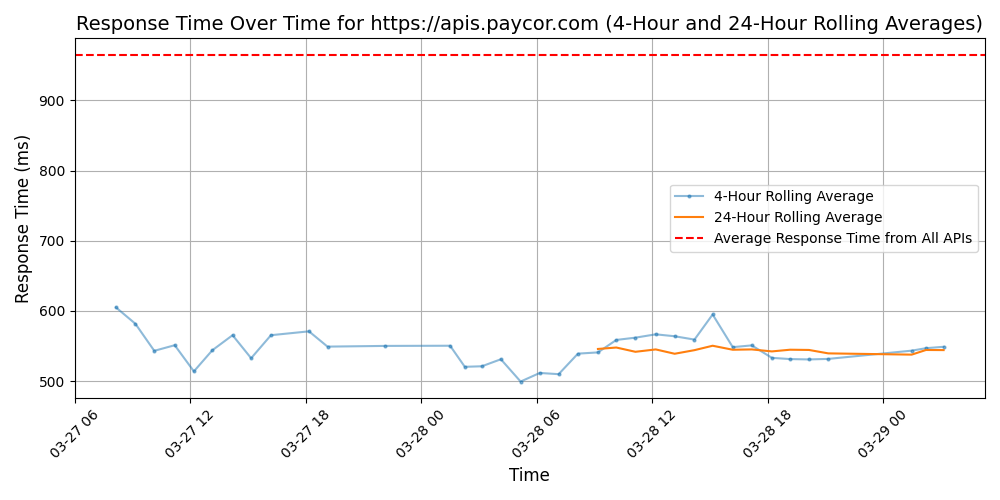 Response Time Over Time for https://apis.paycor.com (4-Hour and 24-Hour Rolling Averages)
Response Time (ms)
900
800
700
600
500
4-Hour Rolling Average
24-Hour Rolling Average
Average Response Time from All APIs
03-27 06
03-27 12
03-27 18
03-28 00
03-28 06
03-28 12
03-28 18
03-29 00
Time